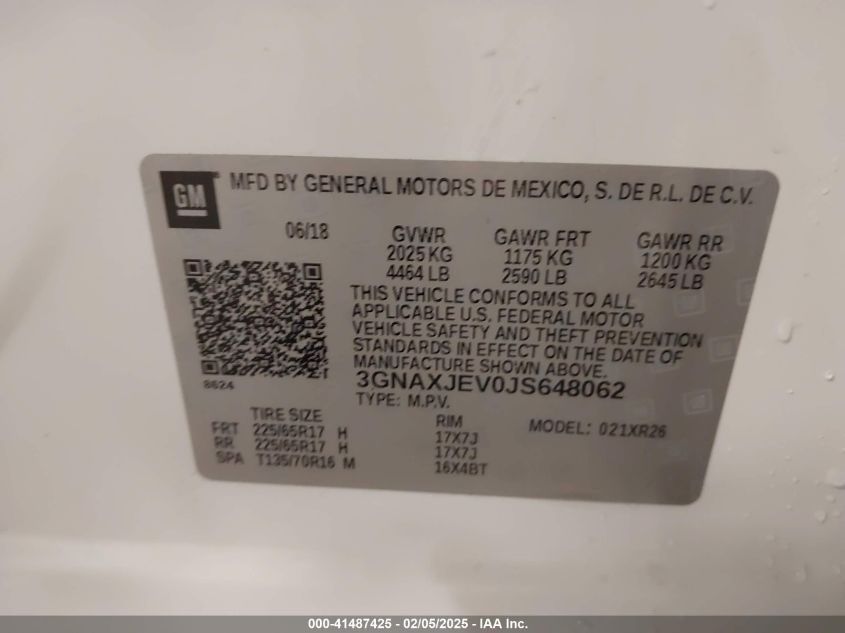 GM
MFD BY GENERAL MOTORS DE MEXICO, S. DE R.L. DE C.V.
06/18 GVWR GAWR FRT GAWR RR
2025 KG 1175 KG 1200 KG
4464 LB 2590 LB 2645 LB
THIS VEHICLE CONFORMS TO ALL
APPLICABLE U.S. FEDERAL MOTOR
VEHICLE SAFETY AND THEFT PREVENTION
STANDARDS IN EFFECT ON THE DATE OF
MANUFACTURE SHOWN ABOVE.
8624 3GNAXJEV0JS648062
TYPE: M.P.V.
TIRE SIZE RIM MODEL: 021XR26
FRT 225/65R17 H 17X7J
RR 225/65R17 H 17X7J
SPA T135/70R16 M 16X4BT
000-41487425 - 02/05/2025 - IAA Inc.